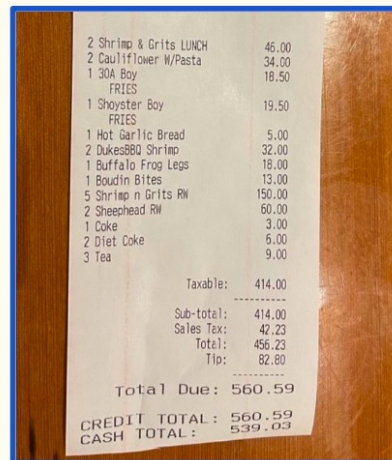 2 Shrimp & Grits LUNCH 46.00
2 Cauliflower W/Pasta 34.00
1 30A Boy 18.50
FRIES
1 Shoyster Boy 19.50
FRIES
1 Hot Garlic Bread 5.00
2 DukesBBQ Shrimp 32.00
1 Buffalo Frog Legs 18.00
1 Boudin Bites 13.00
5 Shrimp n Grits RW 150.00
2 Sheephead RW 60.00
1 Coke 3.00
2 Diet Coke 6.00
3 Tea 9.00
Taxable: 414.00
----------
Sub-total: 414.00
Sales Tax: 42.23
Total: 456.23
Tip: 82.80
----------
Total Due: 560.59
CREDIT TOTAL: 560.59
CASH TOTAL: 539.03